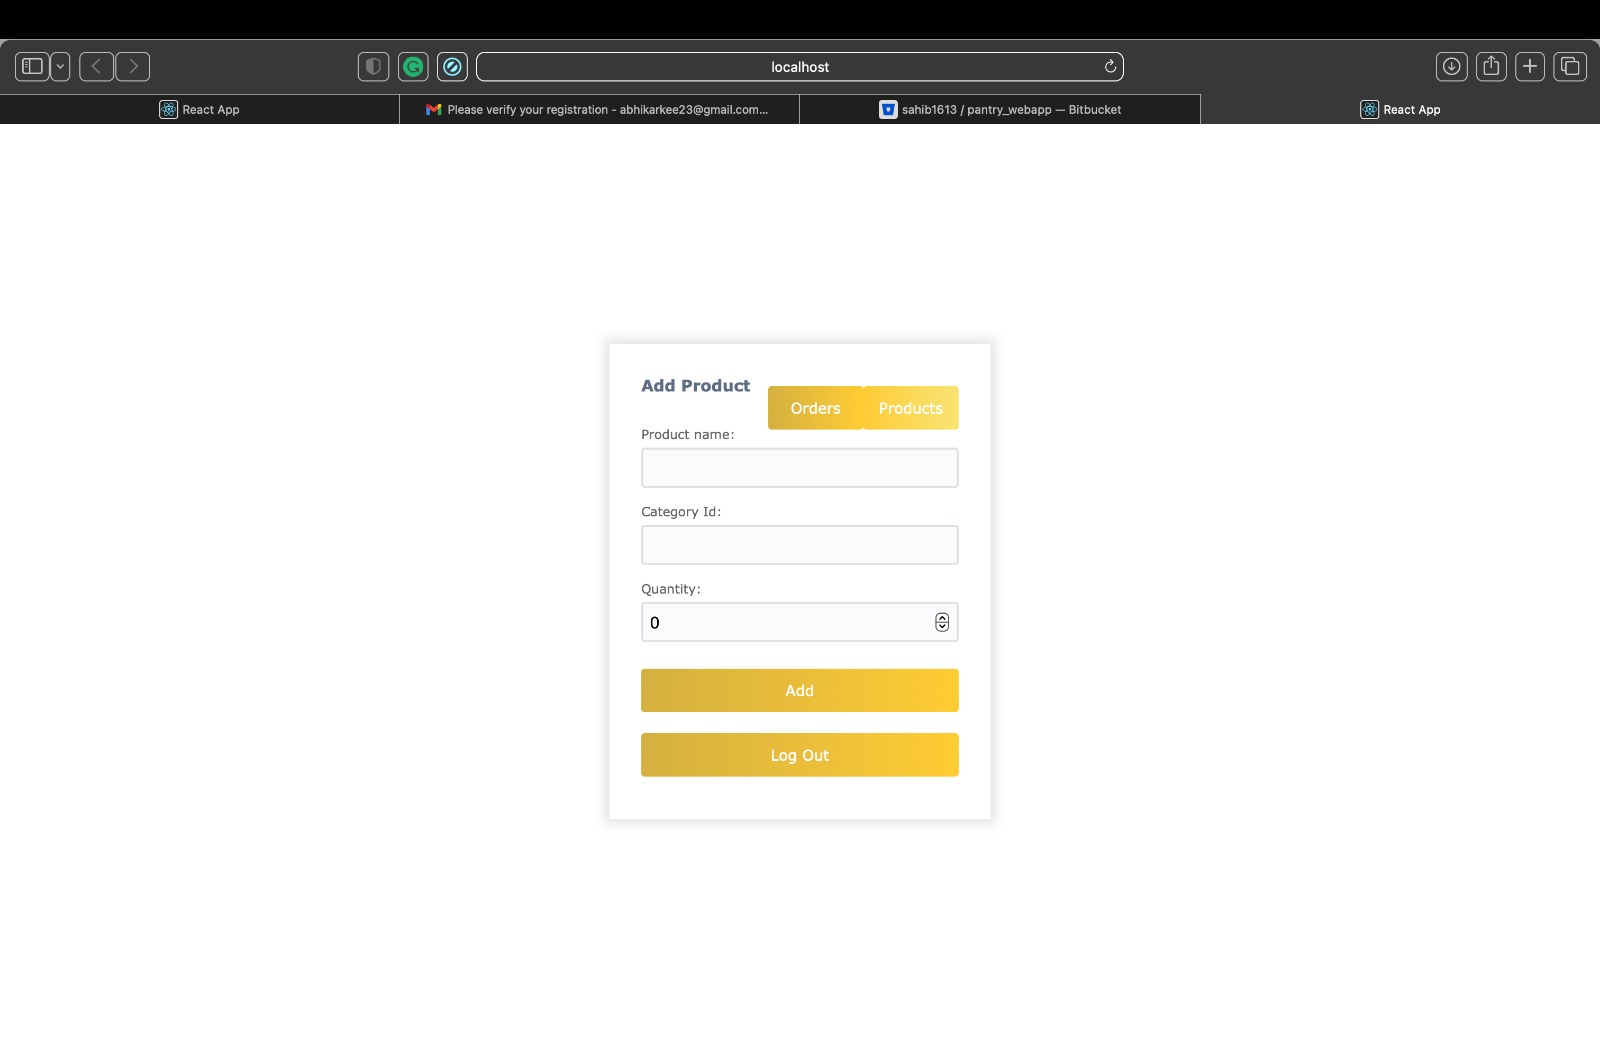 localhost
React App
Please verify your registration - abhikarkee23@gmail.com...
sahib1613 / pantry_webapp — Bitbucket
React App
Add Product
Orders
Products
Product name:
Category Id:
Quantity:
0
Add
Log Out